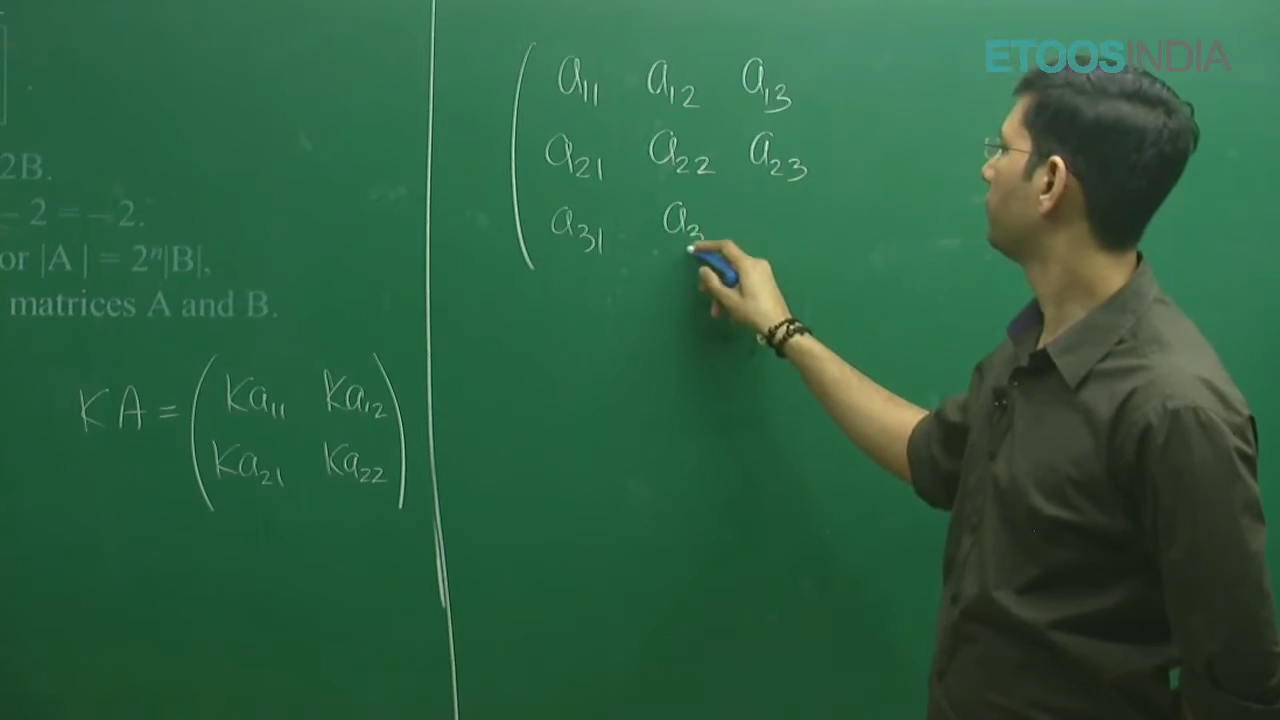 2B.
– 2 = – 2.
or |A | = 2ⁿ|B|,
matrices A and B.
KA = ( Ka₁₁ Ka₁₂
Ka₂₁ Ka₂₂ )
( a₁₁ a₁₂ a₁₃
a₂₁ a₂₂ a₂₃
a₃₁ a₃
ETOOSINDIA